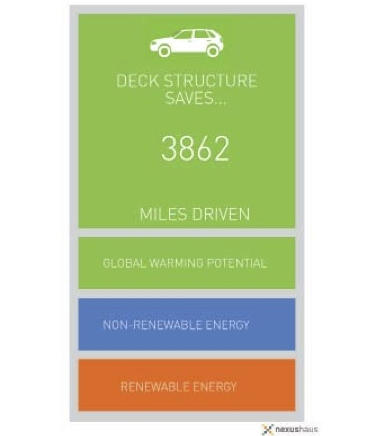 DECK STRUCTURE
SAVES...
3862
MILES DRIVEN
GLOBAL WARMING POTENTIAL
NON-RENEWABLE ENERGY
RENEWABLE ENERGY
nexushaus